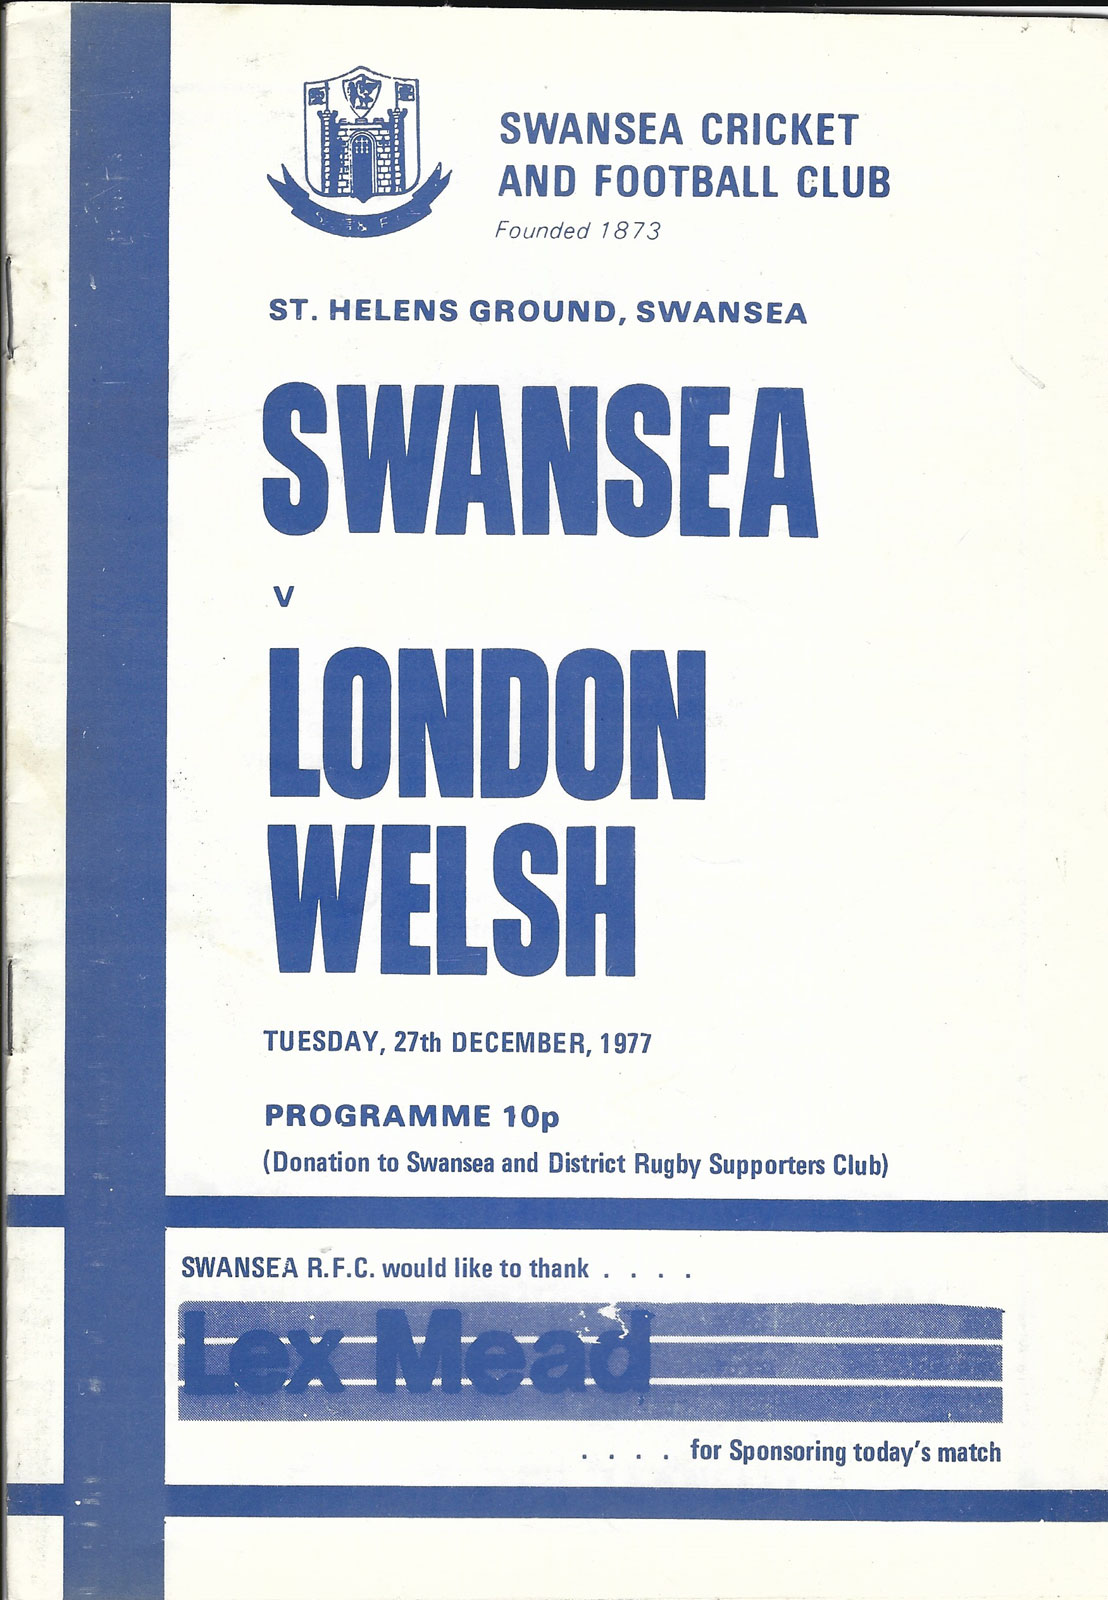 SWANSEA CRICKET
AND FOOTBALL CLUB
Founded 1873
ST. HELENS GROUND, SWANSEA
SWANSEA
v
LONDON
WELSH
TUESDAY, 27th DECEMBER, 1977
PROGRAMME 10p
(Donation to Swansea and District Rugby Supporters Club)
SWANSEA R.F.C. would like to thank . . . .
Lex Mead
. . . . for Sponsoring today's match